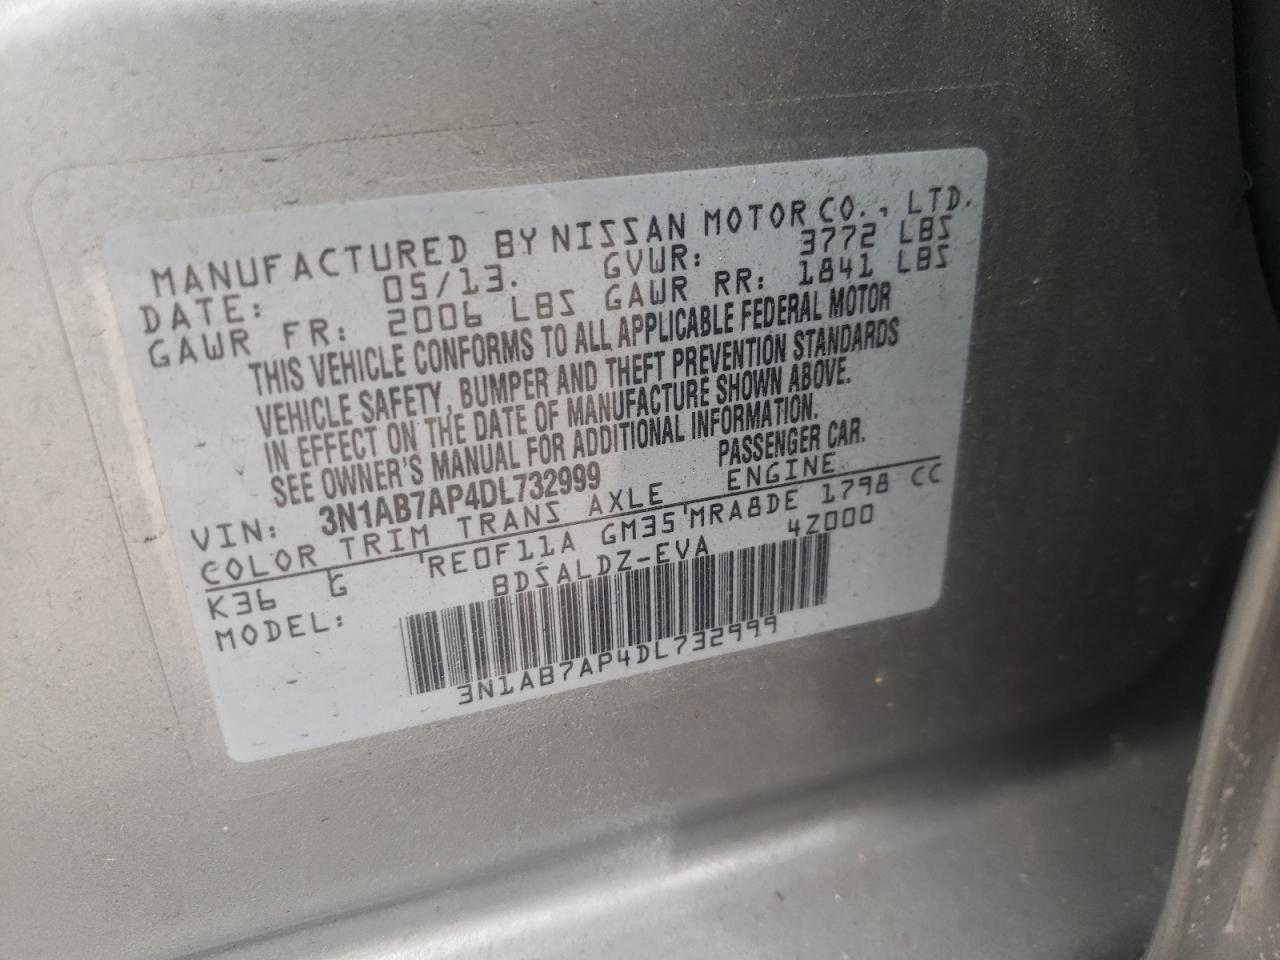 MANUFACTURED BY NISSAN MOTOR CO., LTD.
DATE: 05/13. GVWR: 3772 LBS
GAWR FR: 2006 LBS GAWR RR: 1841 LBS
THIS VEHICLE CONFORMS TO ALL APPLICABLE FEDERAL MOTOR
VEHICLE SAFETY, BUMPER AND THEFT PREVENTION STANDARDS
IN EFFECT ON THE DATE OF MANUFACTURE SHOWN ABOVE.
SEE OWNER'S MANUAL FOR ADDITIONAL INFORMATION.
VIN: 3N1AB7AP4DL732999 PASSENGER CAR.
COLOR TRIM TRANS AXLE ENGINE
K36 G RE0F11A GM35 MRA8DE 1798 CC
MODEL: BDSALDZ-EVA 4Z000
3N1AB7AP4DL732999